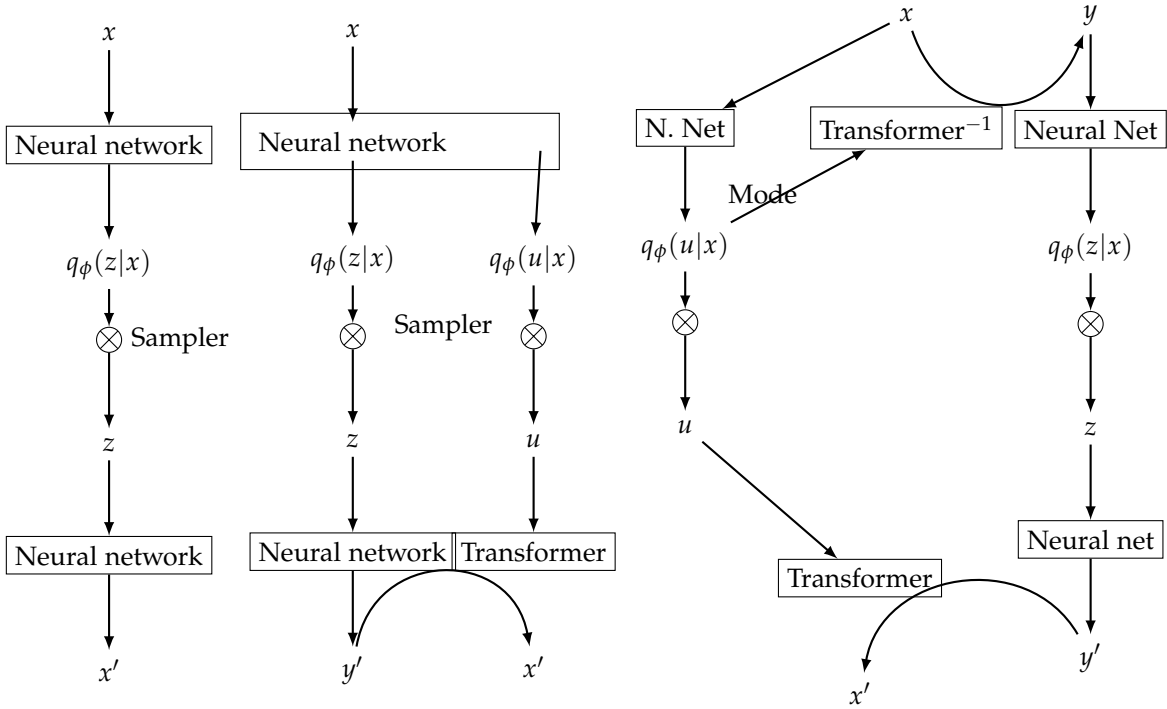 x
Neural network
qϕ(z|x)
Sampler
z
Neural network
x′
x
Neural network
qϕ(z|x)
qϕ(u|x)
Sampler
z
u
Neural network
Transformer
y′
x′
x
y
N. Net
Transformer⁻¹
Neural Net
Mode
qϕ(u|x)
qϕ(z|x)
u
z
Neural net
Transformer
y′
x′